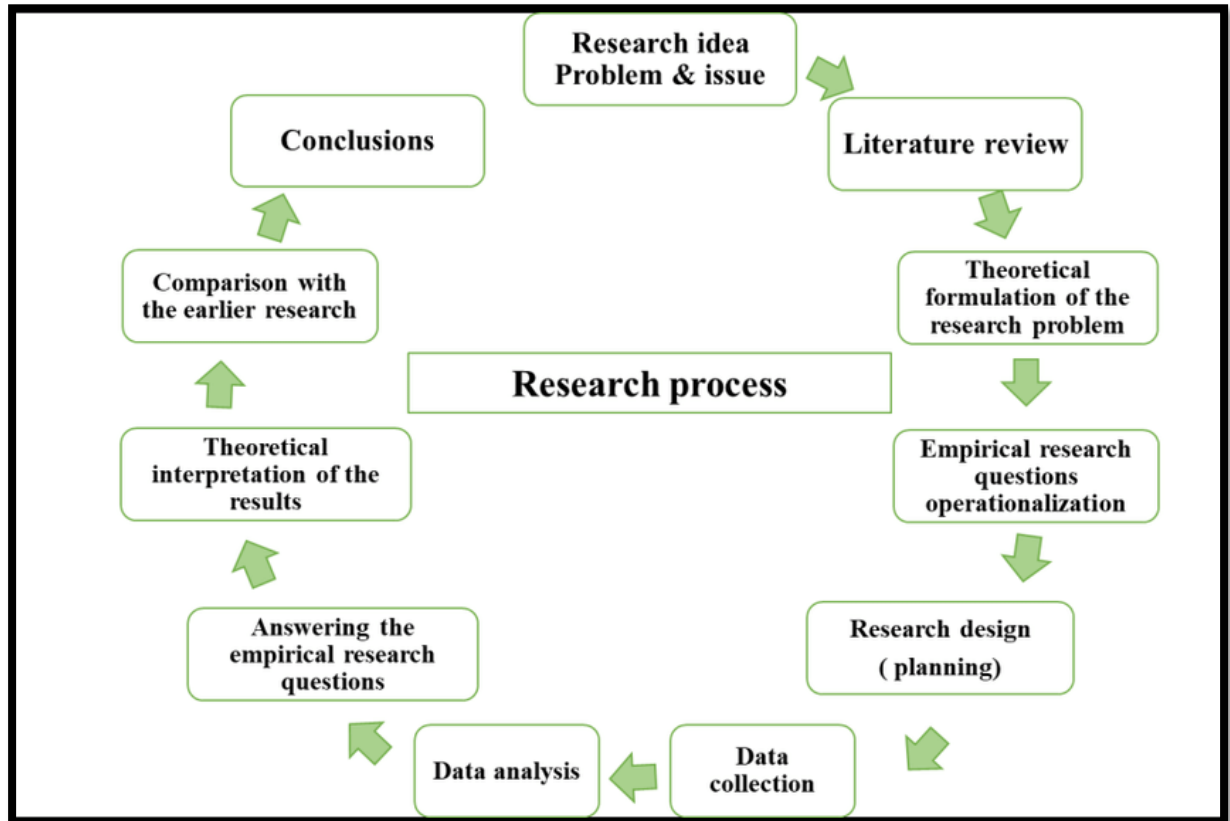 Research idea
Problem & issue
Literature review
Theoretical
formulation of the
research problem
Empirical research
questions
operationalization
Research design
( planning)
Data
collection
Data analysis
Answering the
empirical research
questions
Theoretical
interpretation of the
results
Comparison with
the earlier research
Conclusions
Research process